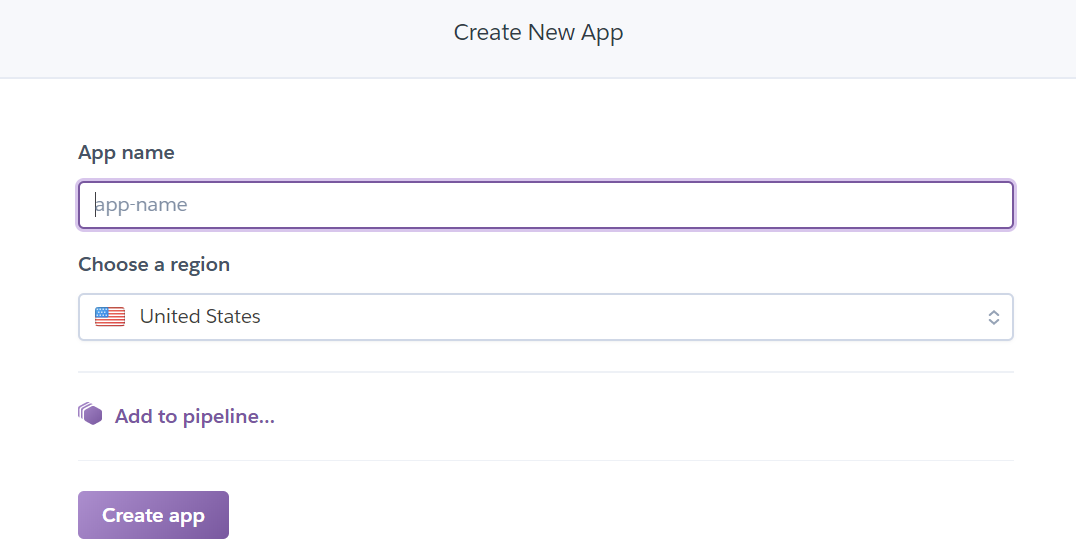 Create New App
App name
app-name
Choose a region
United States
Add to pipeline...
Create app